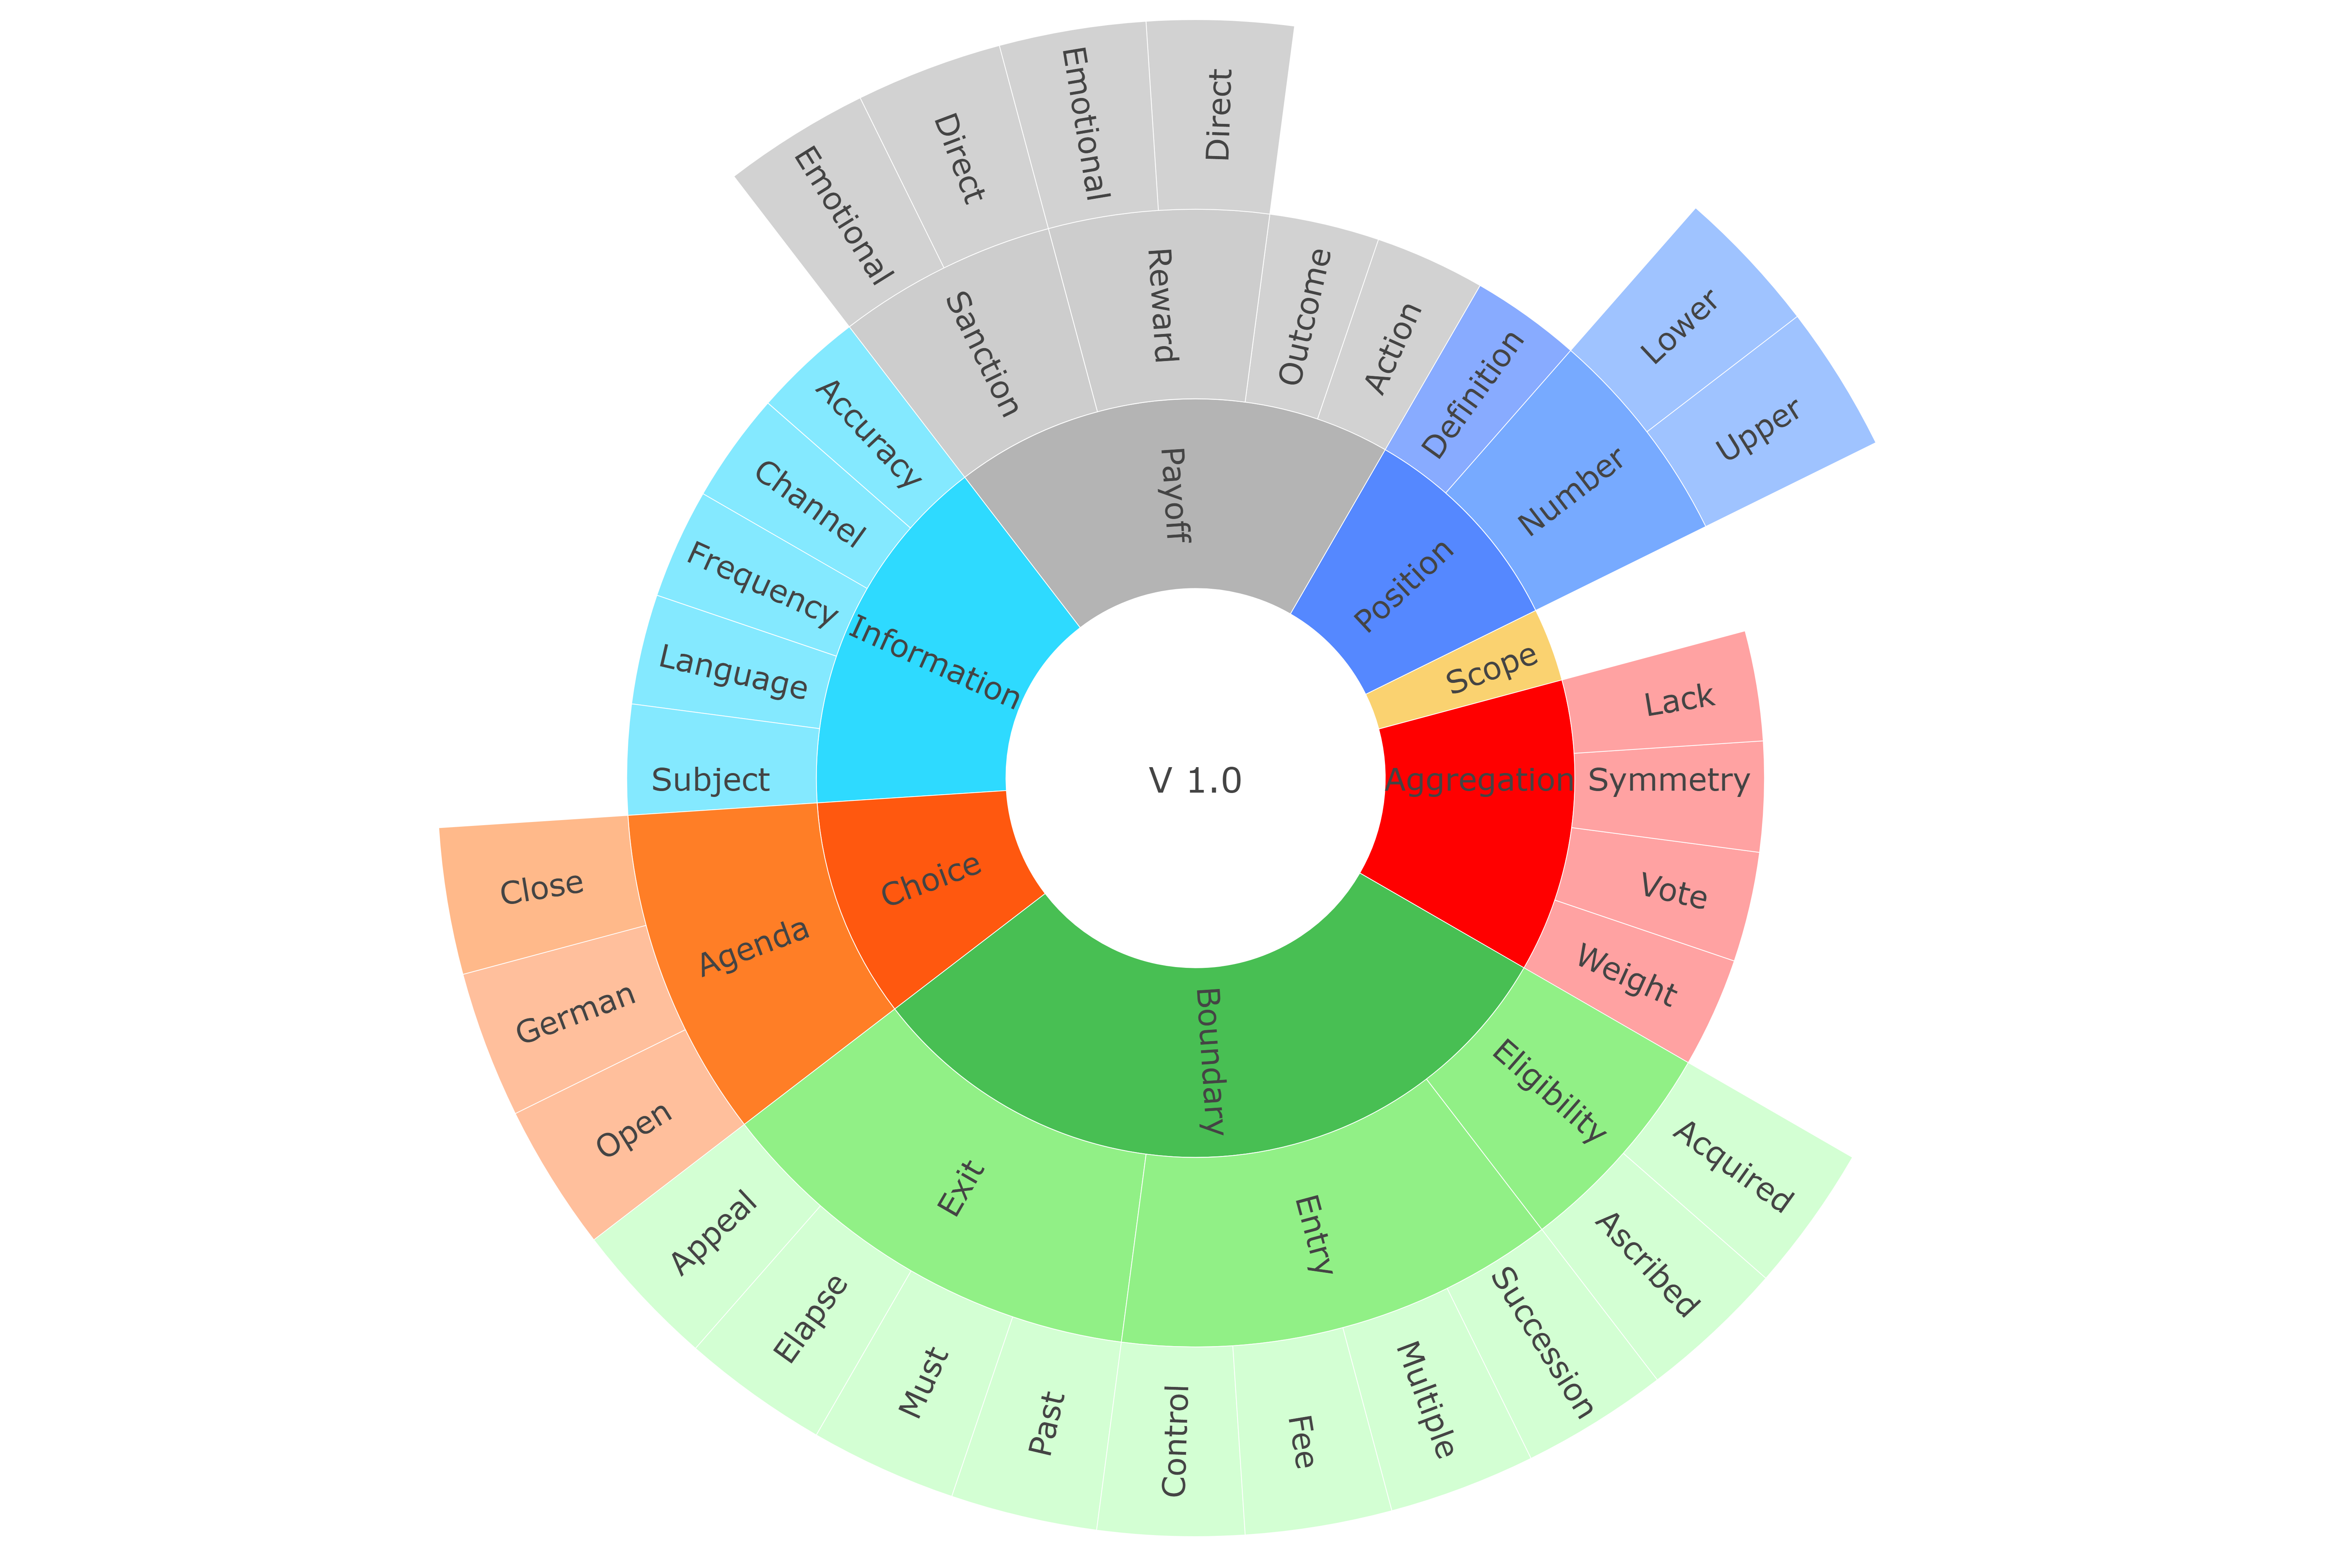 V 1.0
Payoff
Sanction
Emotional
Direct
Reward
Emotional
Direct
Outcome
Action
Position
Definition
Number
Lower
Upper
Scope
Aggregation
Lack
Symmetry
Vote
Weight
Boundary
Eligibility
Acquired
Ascribed
Entry
Succession
Multiple
Fee
Control
Exit
Past
Must
Elapse
Appeal
Choice
Agenda
Open
German
Close
Information
Subject
Language
Frequency
Channel
Accuracy